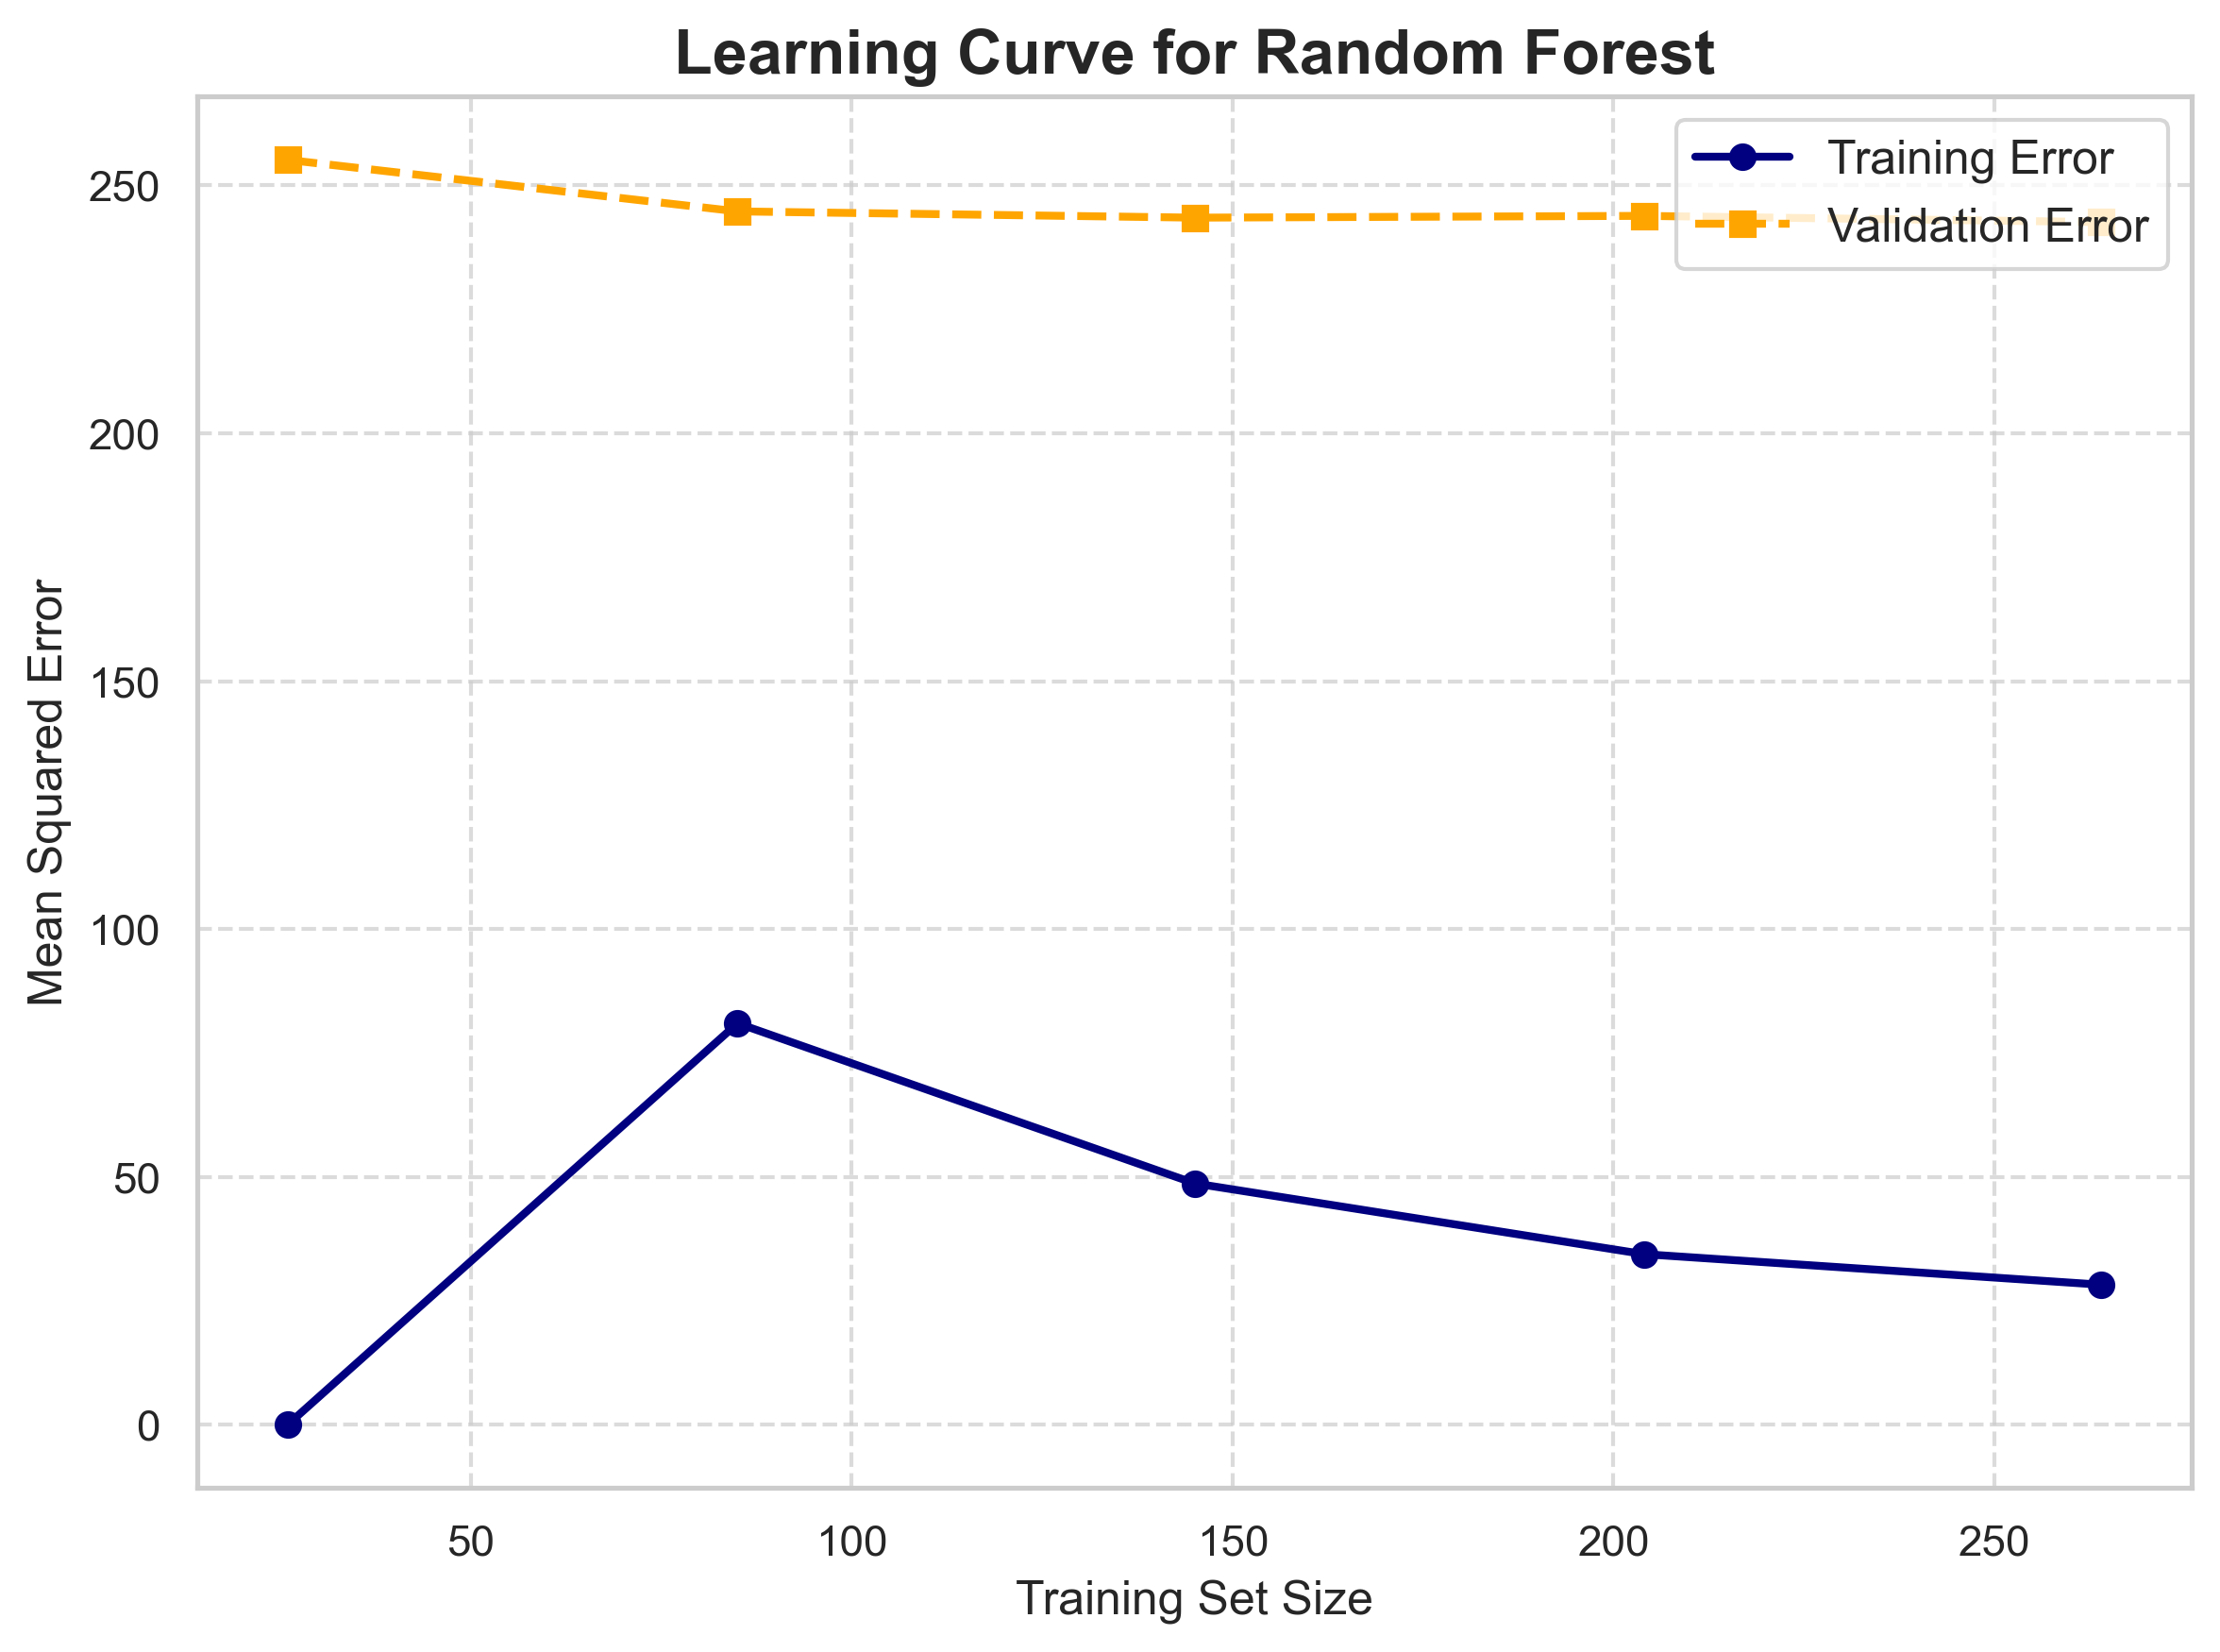 Learning Curve for Random Forest
Training Error
Validation Error
Mean Squared Error
250
200
150
100
50
0
50 100 150 200 250
Training Set Size